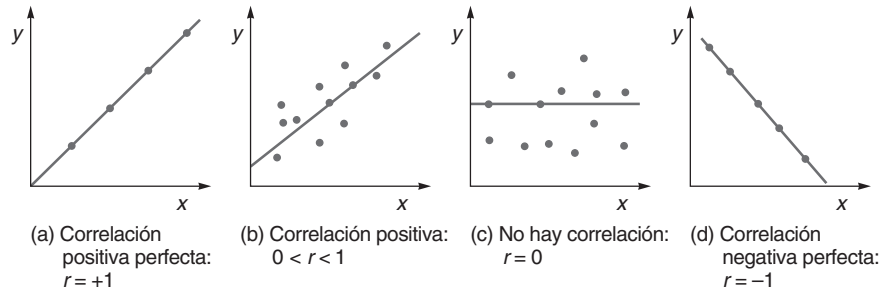 y
x
(a) Correlación
positiva perfecta:
r = +1
y
x
(b) Correlación positiva:
0 < r < 1
y
x
(c) No hay correlación:
r = 0
y
x
(d) Correlación
negativa perfecta:
r = –1